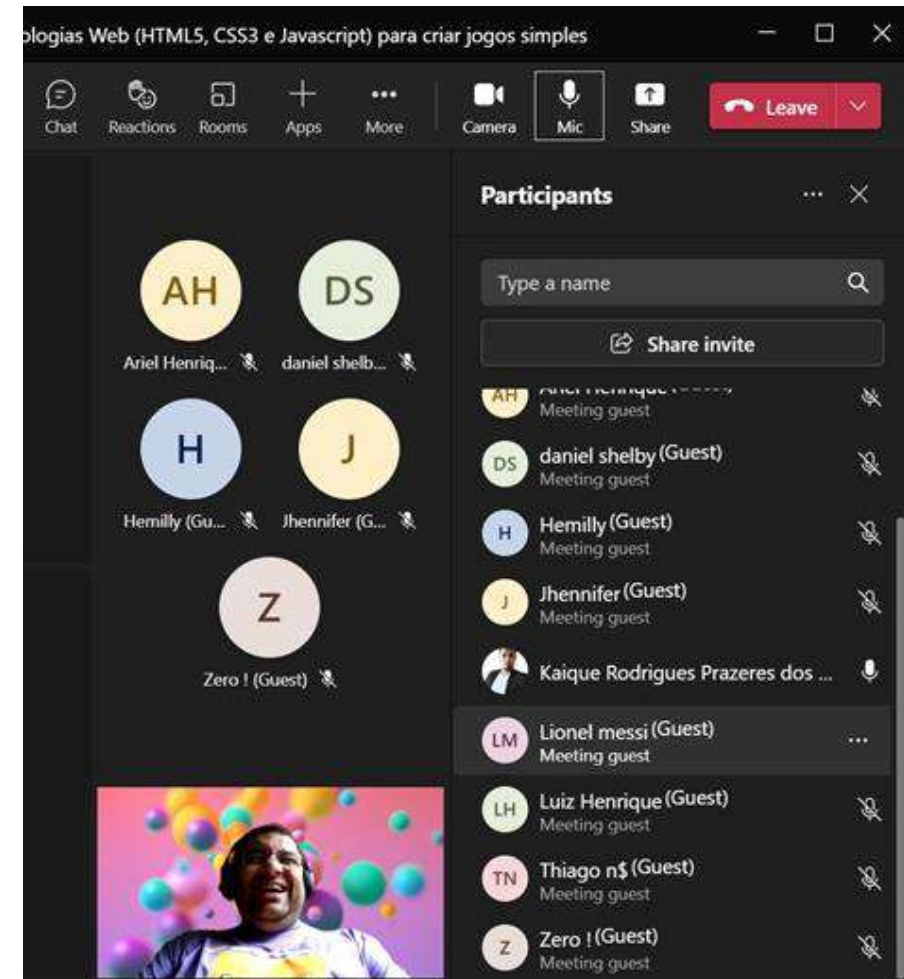 ologias Web (HTML5, CSS3 e Javascript) para criar jogos simples
Chat Reactions Rooms Apps More Camera Mic Share Leave
Participants
Type a name
Share invite
AH DS
Ariel Henriq... daniel shelb...
H J
Hemilly (Gu... Jhennifer (G...
Z
Zero ! (Guest)
AH Ariel Henrique (Guest)
Meeting guest
DS daniel shelby (Guest)
Meeting guest
H Hemilly (Guest)
Meeting guest
J Jhennifer (Guest)
Meeting guest
Kaique Rodrigues Prazeres dos ...
LM Lionel messi (Guest)
Meeting guest
LH Luiz Henrique (Guest)
Meeting guest
TN Thiago n$ (Guest)
Meeting guest
Z Zero ! (Guest)
Meeting guest